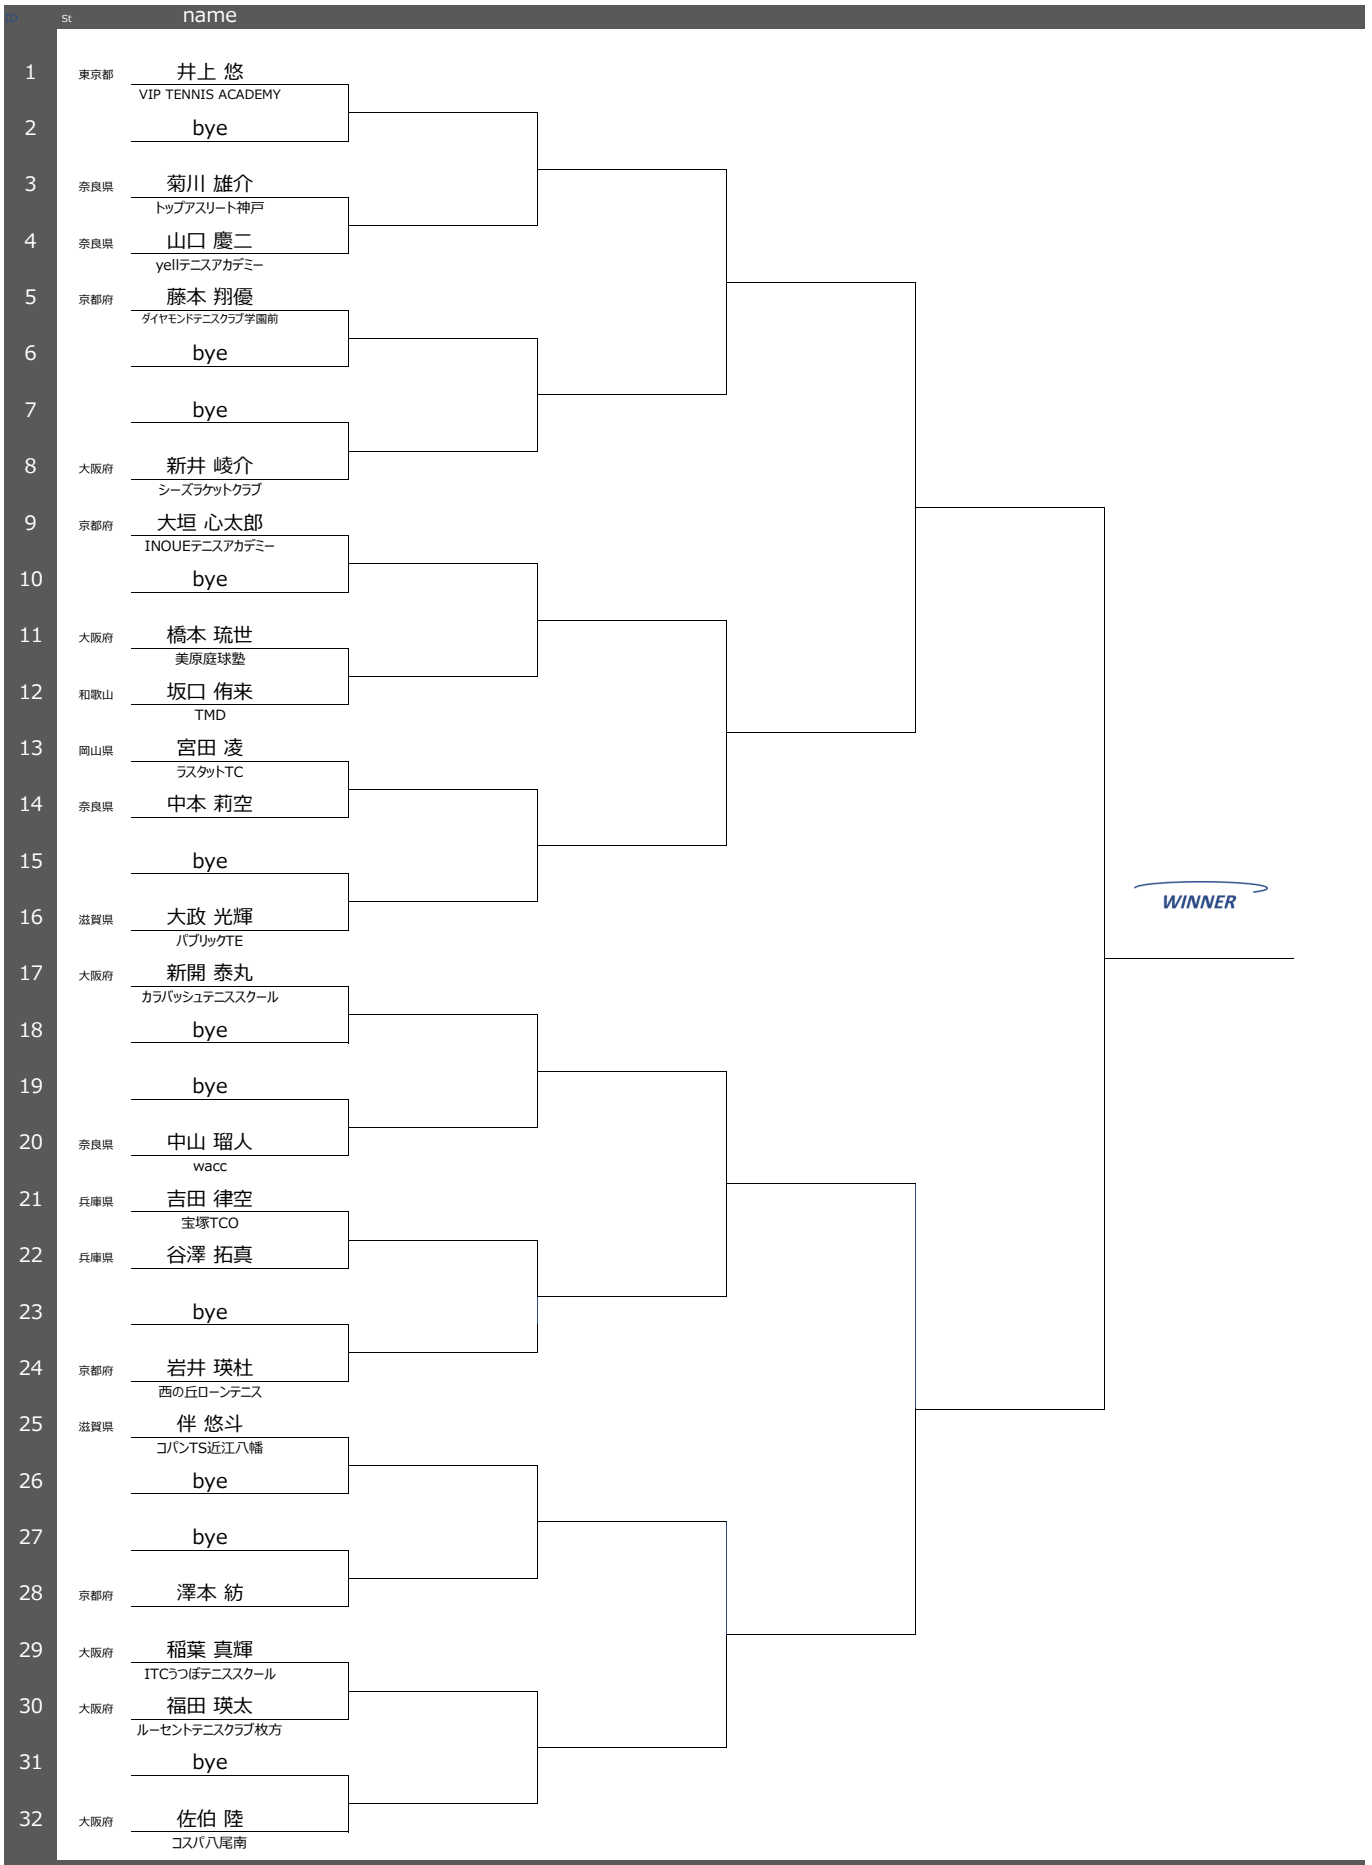 ID St name
1 東京都 井上 悠
VIP TENNIS ACADEMY
2 bye
3 奈良県 菊川 雄介
トップアスリート神戸
4 奈良県 山口 慶二
yellテニスアカデミー
5 京都府 藤本 翔優
ダイヤモンドテニスクラブ学園前
6 bye
7 bye
8 大阪府 新井 崚介
シーズラケットクラブ
9 京都府 大垣 心太郎
INOUEテニスアカデミー
10 bye
11 大阪府 橋本 琉世
美原庭球塾
12 和歌山 坂口 侑来
TMD
13 岡山県 宮田 凌
ラスタットTC
14 奈良県 中本 莉空
15 bye
16 滋賀県 大政 光輝
パブリックTE
WINNER
17 大阪府 新開 泰丸
カラバッシュテニススクール
18 bye
19 bye
20 奈良県 中山 瑠人
wacc
21 兵庫県 吉田 律空
宝塚TCO
22 兵庫県 谷澤 拓真
23 bye
24 京都府 岩井 瑛杜
西の丘ローンテニス
25 滋賀県 伴 悠斗
コパンTS近江八幡
26 bye
27 bye
28 京都府 澤本 紡
29 大阪府 稲葉 真輝
ITCうつぼテニススクール
30 大阪府 福田 瑛太
ルーセントテニスクラブ枚方
31 bye
32 大阪府 佐伯 陸
コスパ八尾南